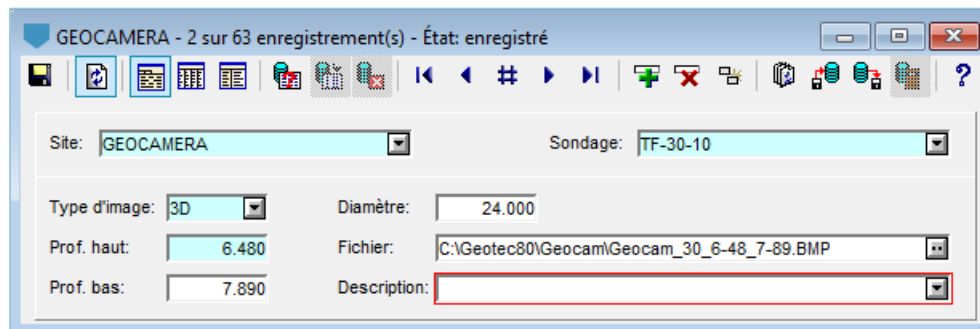 GEOCAMERA - 2 sur 63 enregistrement(s) - État: enregistré
Site: GEOCAMERA Sondage: TF-30-10
Type d'image: 3D Diamètre: 24.000
Prof. haut: 6.480 Fichier: C:\Geotec80\Geocam\Geocam_30_6-48_7-89.BMP
Prof. bas: 7.890 Description: